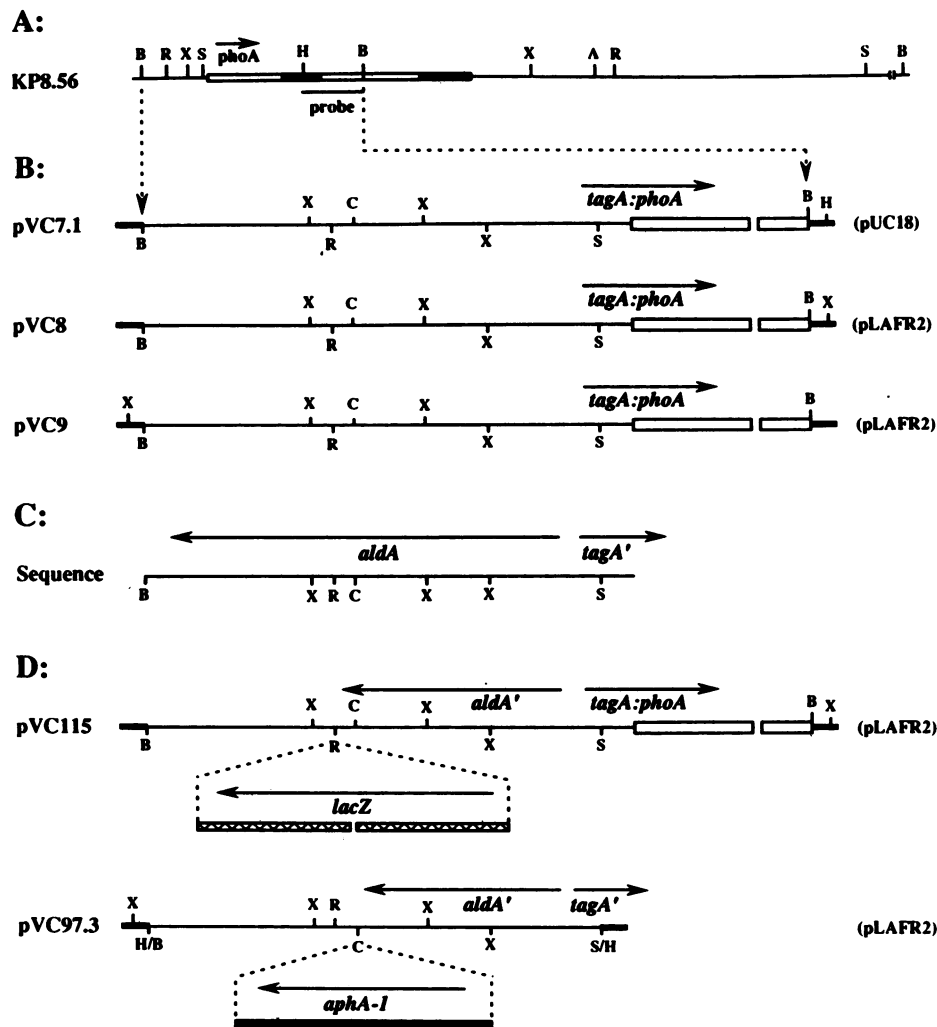 A:
B R X S phoA H B X Λ R S B
KP8.56
probe
B:
tagA:phoA
X C X B H
pVC7.1 (pUC18)
B R X S
tagA:phoA
X C X B X
pVC8 (pLAFR2)
B R X S
tagA:phoA
X X C X B
pVC9 (pLAFR2)
B R X S
C:
aldA tagA'
Sequence
B X R C X X S
D:
C X aldA' tagA:phoA B X
X
pVC115 (pLAFR2)
B R X S
lacZ
X X R X aldA' tagA'
pVC97.3 (pLAFR2)
H/B C X S/H
aphA-1